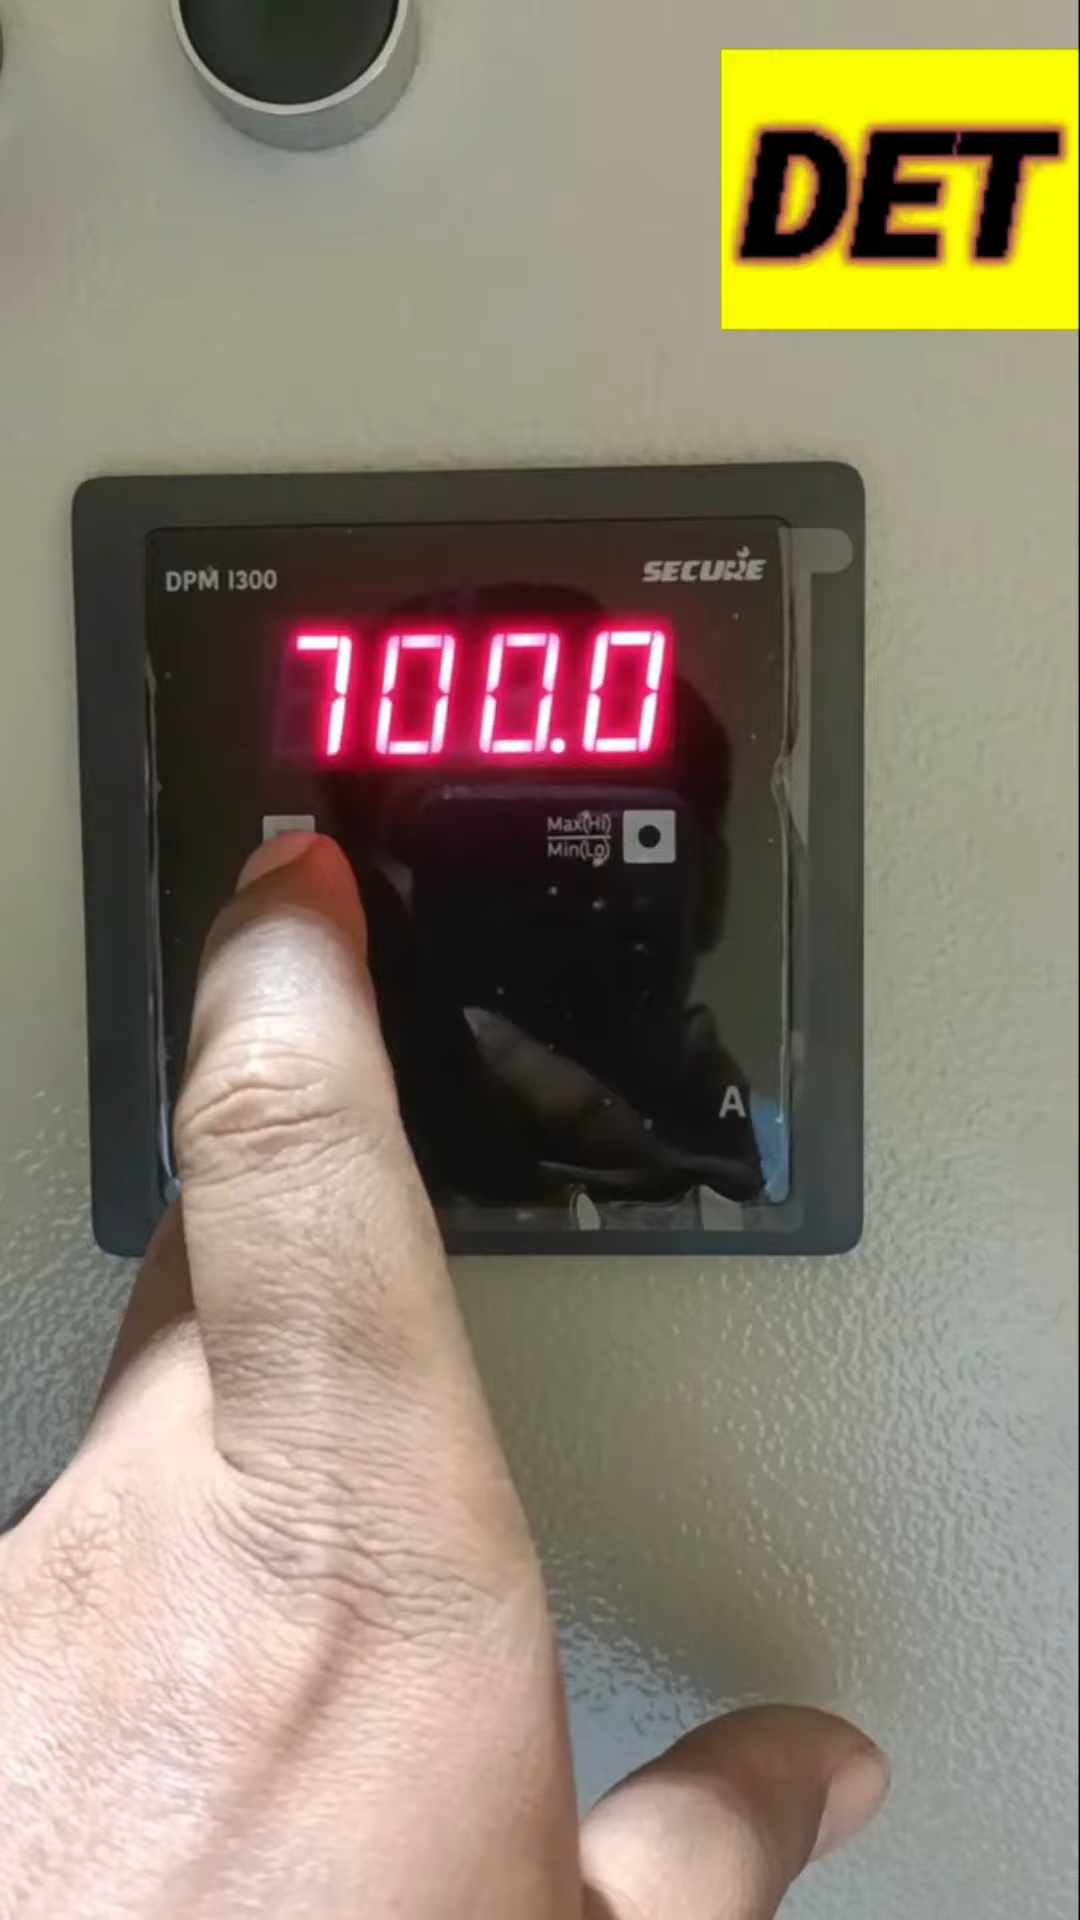 DET
DPM I300
SECURE
700.0
Max(Hi)
Min(Lo)
A